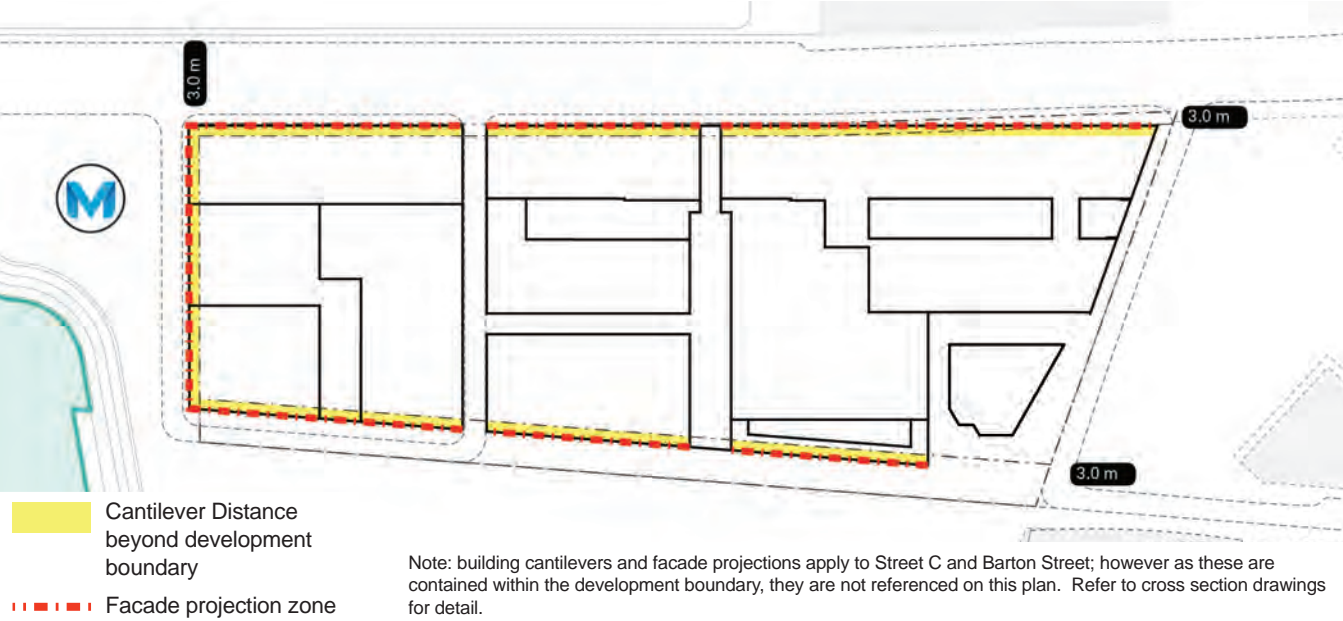 3.0 m
3.0 m
M
3.0 m
Cantilever Distance
beyond development
boundary
Facade projection zone
Note: building cantilevers and facade projections apply to Street C and Barton Street; however as these are
contained within the development boundary, they are not referenced on this plan. Refer to cross section drawings
for detail.